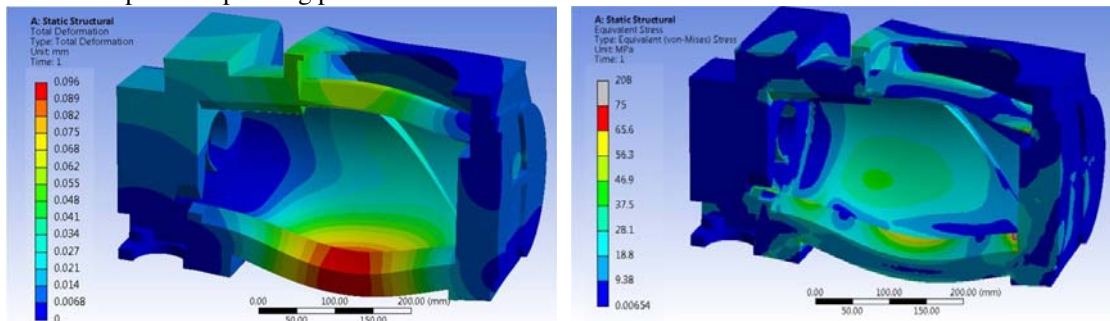 A: Static Structural
Total Deformation
Type: Total Deformation
Unit: mm
Time: 1
0.096
0.089
0.082
0.075
0.068
0.062
0.055
0.048
0.041
0.034
0.027
0.021
0.014
0.0068
0
0.00 100.00 200.00 (mm)
50.00 150.00
A: Static Structural
Equivalent Stress
Type: Equivalent (von-Mises) Stress
Unit: MPa
Time: 1
208
75
65.6
56.3
46.9
37.5
28.1
18.8
9.38
0.00654
0.00 100.00 200.00 (mm)
50.00 150.00